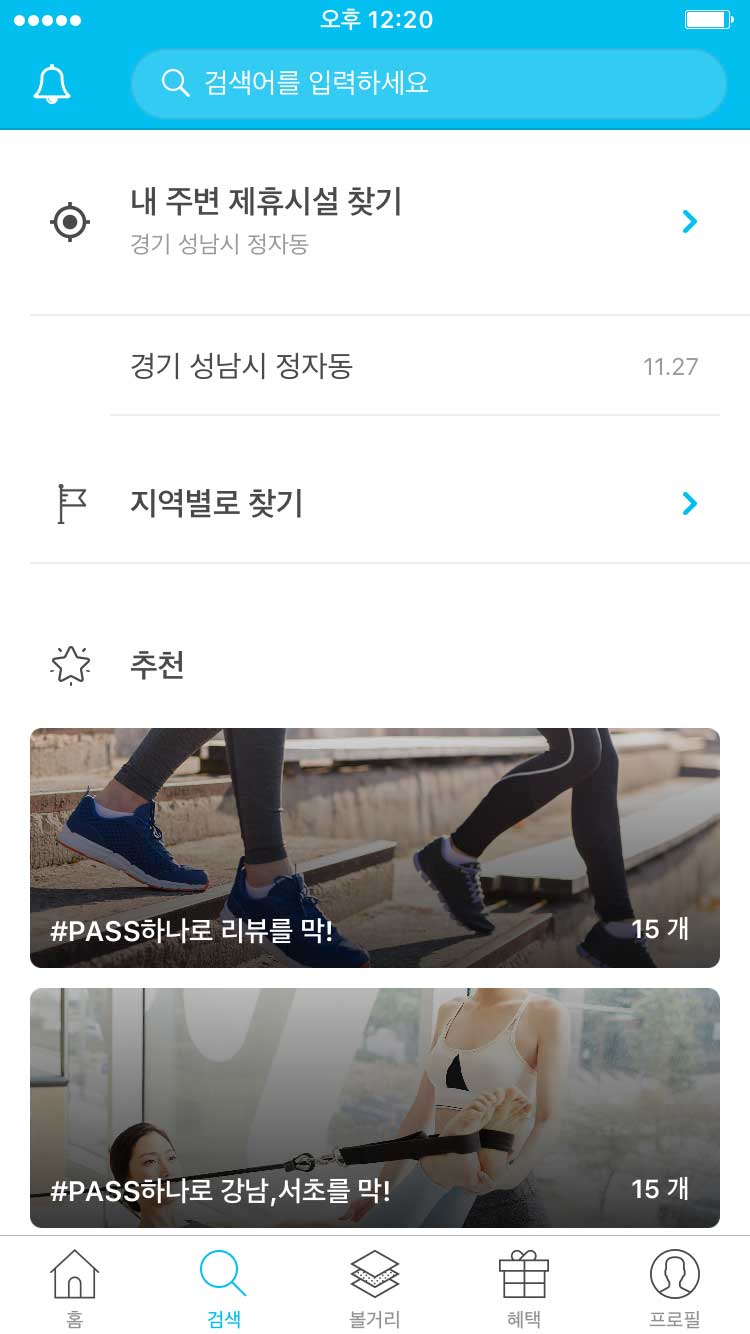 오후 12:20
검색어를 입력하세요
내 주변 제휴시설 찾기
경기 성남시 정자동
경기 성남시 정자동 11.27
지역별로 찾기
추천
#PASS하나로 리뷰를 막! 15 개
#PASS하나로 강남,서초를 막! 15 개
홈 검색 볼거리 혜택 프로필